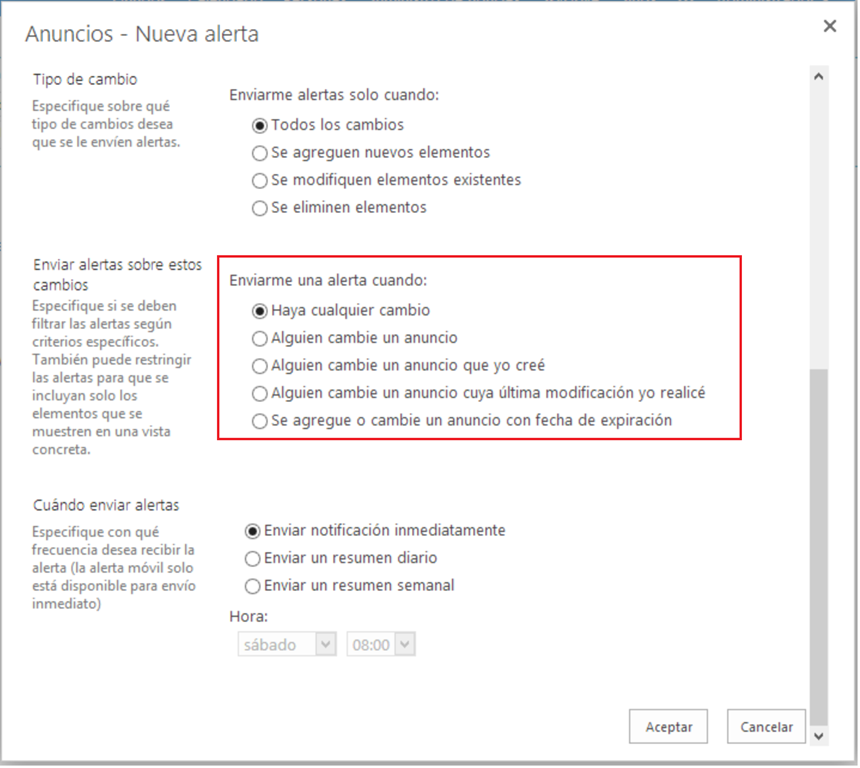 Anuncios - Nueva alerta
Tipo de cambio
Especifique sobre qué
tipo de cambios desea
que se le envíen alertas.
Enviarme alertas solo cuando:
Todos los cambios
Se agreguen nuevos elementos
Se modifiquen elementos existentes
Se eliminen elementos
Enviar alertas sobre estos
cambios
Especifique si se deben
filtrar las alertas según
criterios específicos.
También puede restringir
las alertas para que se
incluyan solo los
elementos que se
muestren en una vista
concreta.
Enviarme una alerta cuando:
Haya cualquier cambio
Alguien cambie un anuncio
Alguien cambie un anuncio que yo creé
Alguien cambie un anuncio cuya última modificación yo realicé
Se agregue o cambie un anuncio con fecha de expiración
Cuándo enviar alertas
Especifique con qué
frecuencia desea recibir la
alerta (la alerta móvil solo
está disponible para envío
inmediato)
Enviar notificación inmediatamente
Enviar un resumen diario
Enviar un resumen semanal
Hora:
sábado 08:00
Aceptar Cancelar